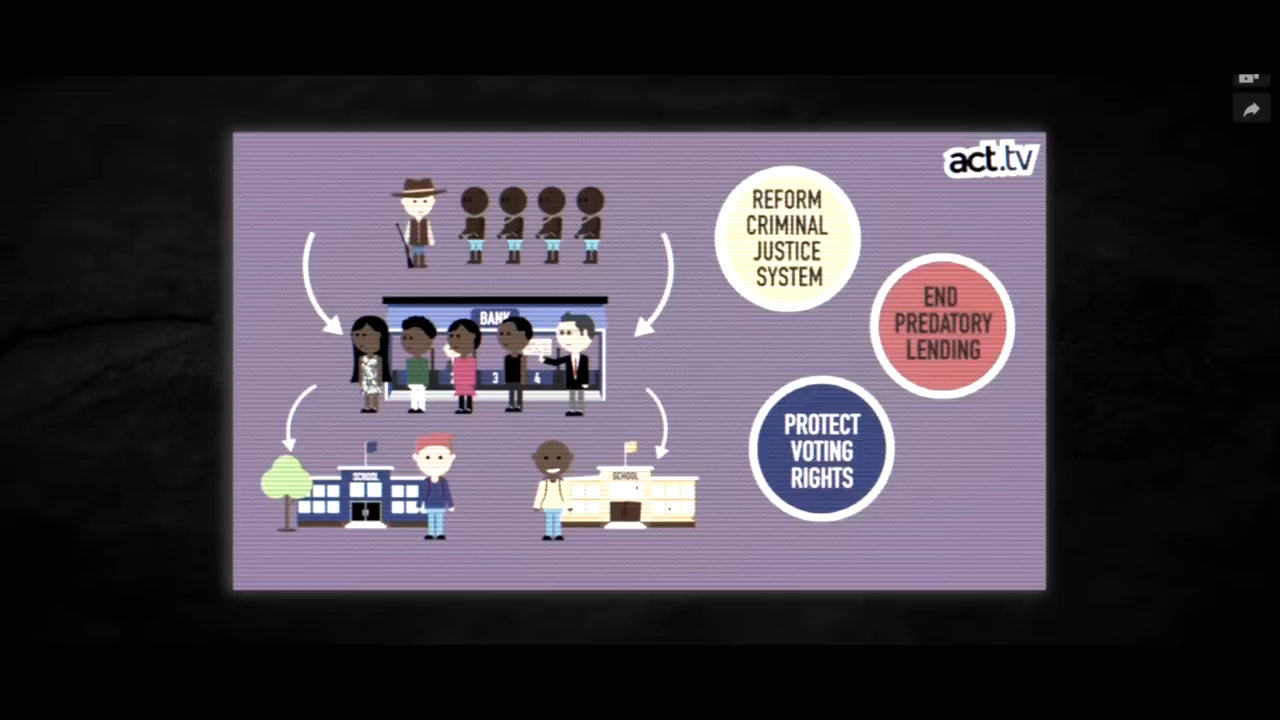 act.tv
REFORM
CRIMINAL
JUSTICE
SYSTEM
END
PREDATORY
LENDING
BANK
3
4
PROTECT
VOTING
RIGHTS
SCHOOL
SCHOOL